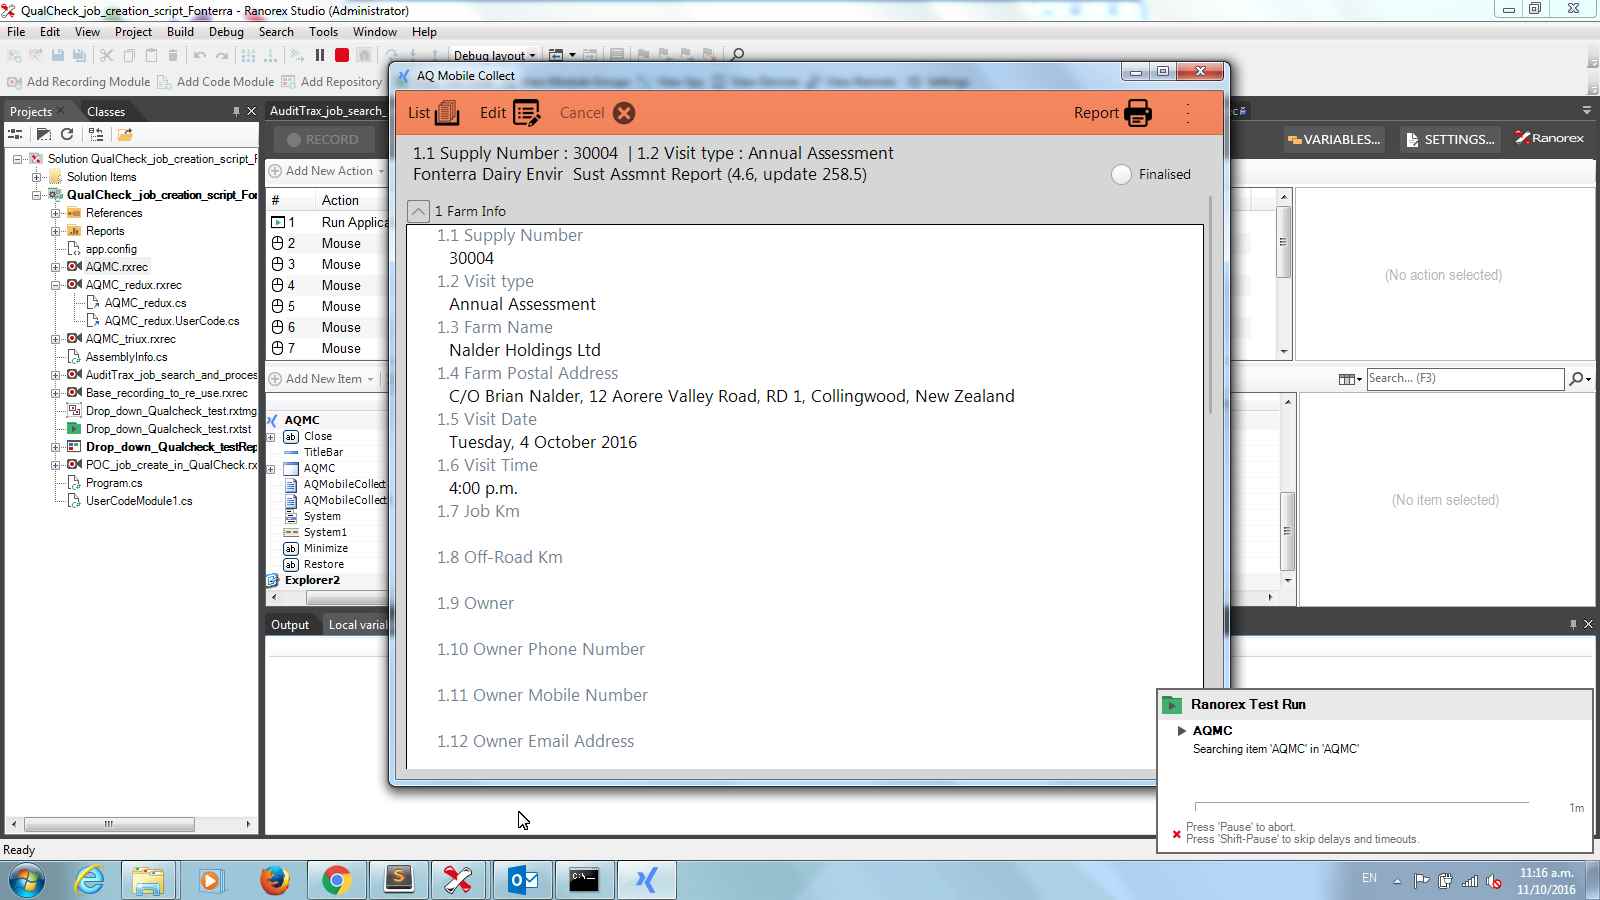 QualCheck_job_creation_script_Fonterra - Ranorex Studio (Administrator)
File Edit View Project Build Debug Search Tools Window Help
Debug layout
Add Recording Module Add Code Module Add Repository
Projects Classes
AuditTrax_job_search_
RECORD
VARIABLES... SETTINGS... Ranorex
Add New Action
# Action
1 Run Applica
2 Mouse
3 Mouse
4 Mouse
5 Mouse
6 Mouse
7 Mouse
(No action selected)
Add New Item
Search... (F3)
AQMC
Close
TitleBar
AQMC
AQMobileCollect
AQMobileCollect
System
System1
Minimize
Restore
Explorer2
(No item selected)
Output Local varial
Solution QualCheck_job_creation_script_F
Solution Items
QualCheck_job_creation_script_For
References
Reports
app.config
AQMC.rxrec
AQMC_redux.rxrec
AQMC_redux.cs
AQMC_redux.UserCode.cs
AQMC_triux.rxrec
AssemblyInfo.cs
AuditTrax_job_search_and_proces
Base_recording_to_re_use.rxrec
Drop_down_Qualcheck_test.rxtmg
Drop_down_Qualcheck_test.rxtst
Drop_down_Qualcheck_testRep
POC_job_create_in_QualCheck.rx
Program.cs
UserCodeModule1.cs
AQ Mobile Collect
List Edit Cancel Report
1.1 Supply Number : 30004 | 1.2 Visit type : Annual Assessment
Fonterra Dairy Envir Sust Assmnt Report (4.6, update 258.5)
Finalised
1 Farm Info
1.1 Supply Number
30004
1.2 Visit type
Annual Assessment
1.3 Farm Name
Nalder Holdings Ltd
1.4 Farm Postal Address
C/O Brian Nalder, 12 Aorere Valley Road, RD 1, Collingwood, New Zealand
1.5 Visit Date
Tuesday, 4 October 2016
1.6 Visit Time
4:00 p.m.
1.7 Job Km
1.8 Off-Road Km
1.9 Owner
1.10 Owner Phone Number
1.11 Owner Mobile Number
1.12 Owner Email Address
Ranorex Test Run
AQMC
Searching item 'AQMC' in 'AQMC'
1m
Press 'Pause' to abort.
Press 'Shift-Pause' to skip delays and timeouts.
Ready
EN
11:16 a.m.
11/10/2016